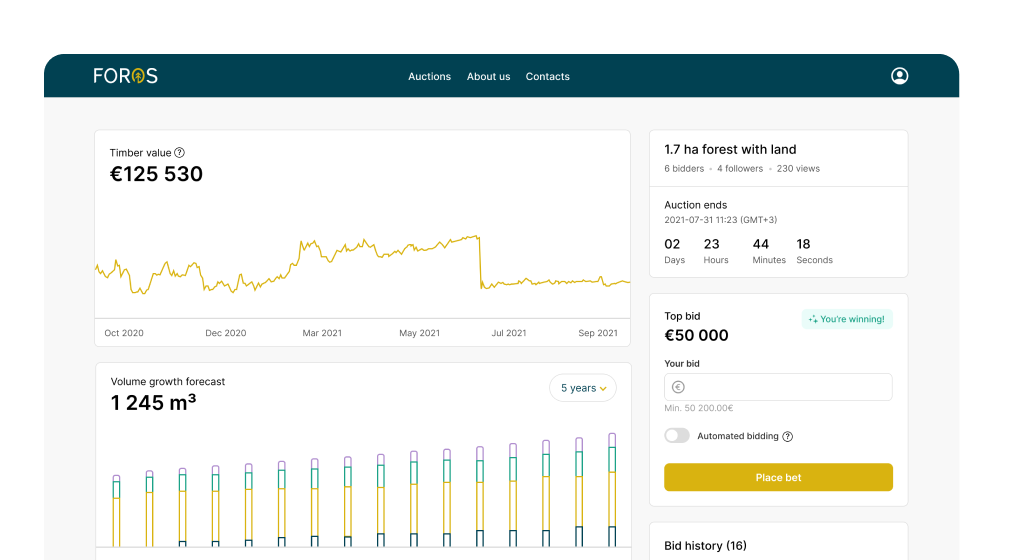 FOROS
Auctions About us Contacts
Timber value
€125 530
Oct 2020 Dec 2020 Mar 2021 May 2021 Jul 2021 Sep 2021
Volume growth forecast
1 245 m³
5 years
1.7 ha forest with land
6 bidders • 4 followers • 230 views
Auction ends
2021-07-31 11:23 (GMT+3)
02 23 44 18
Days Hours Minutes Seconds
Top bid
€50 000
You're winning!
Your bid
€
Min. 50 200.00€
Automated bidding
Place bet
Bid history (16)